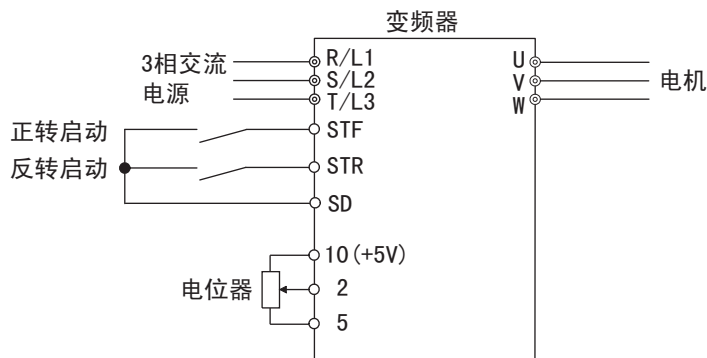 变频器
3相交流
电源
R/L1
S/L2
T/L3
U
V
W
电机
正转启动
STF
反转启动
STR
SD
10(+5V)
电位器
2
5